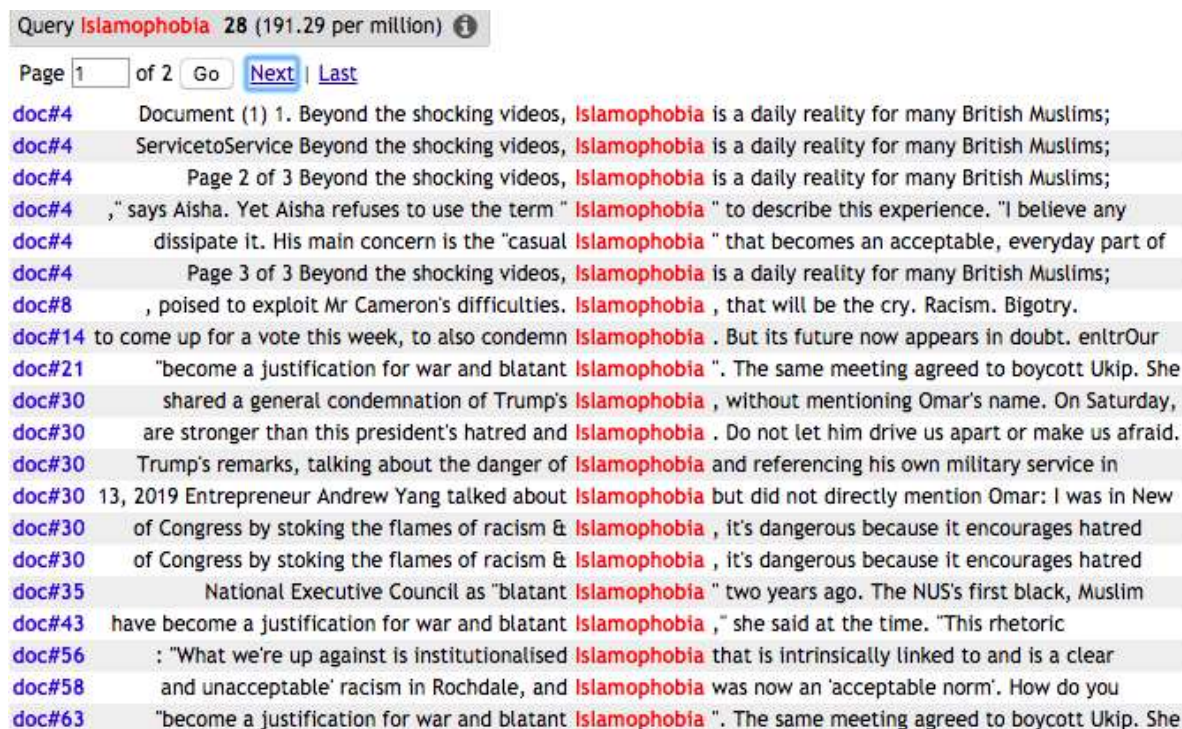 Query Islamophobia 28 (191.29 per million) i
Page 1 of 2 Go Next | Last
doc#4 Document (1) 1. Beyond the shocking videos, Islamophobia is a daily reality for many British Muslims;
doc#4 ServicetoService Beyond the shocking videos, Islamophobia is a daily reality for many British Muslims;
doc#4 Page 2 of 3 Beyond the shocking videos, Islamophobia is a daily reality for many British Muslims;
doc#4 ," says Aisha. Yet Aisha refuses to use the term " Islamophobia " to describe this experience. "I believe any
doc#4 dissipate it. His main concern is the "casual Islamophobia " that becomes an acceptable, everyday part of
doc#4 Page 3 of 3 Beyond the shocking videos, Islamophobia is a daily reality for many British Muslims;
doc#8 , poised to exploit Mr Cameron's difficulties. Islamophobia , that will be the cry. Racism. Bigotry.
doc#14 to come up for a vote this week, to also condemn Islamophobia . But its future now appears in doubt. enltrOur
doc#21 "become a justification for war and blatant Islamophobia ". The same meeting agreed to boycott Ukip. She
doc#30 shared a general condemnation of Trump's Islamophobia , without mentioning Omar's name. On Saturday,
doc#30 are stronger than this president's hatred and Islamophobia . Do not let him drive us apart or make us afraid.
doc#30 Trump's remarks, talking about the danger of Islamophobia and referencing his own military service in
doc#30 13, 2019 Entrepreneur Andrew Yang talked about Islamophobia but did not directly mention Omar: I was in New
doc#30 of Congress by stoking the flames of racism & Islamophobia , it's dangerous because it encourages hatred
doc#30 of Congress by stoking the flames of racism & Islamophobia , it's dangerous because it encourages hatred
doc#35 National Executive Council as "blatant Islamophobia " two years ago. The NUS's first black, Muslim
doc#43 have become a justification for war and blatant Islamophobia ," she said at the time. "This rhetoric
doc#56 : "What we're up against is institutionalised Islamophobia that is intrinsically linked to and is a clear
doc#58 and unacceptable' racism in Rochdale, and Islamophobia was now an 'acceptable norm'. How do you
doc#63 "become a justification for war and blatant Islamophobia ". The same meeting agreed to boycott Ukip. She